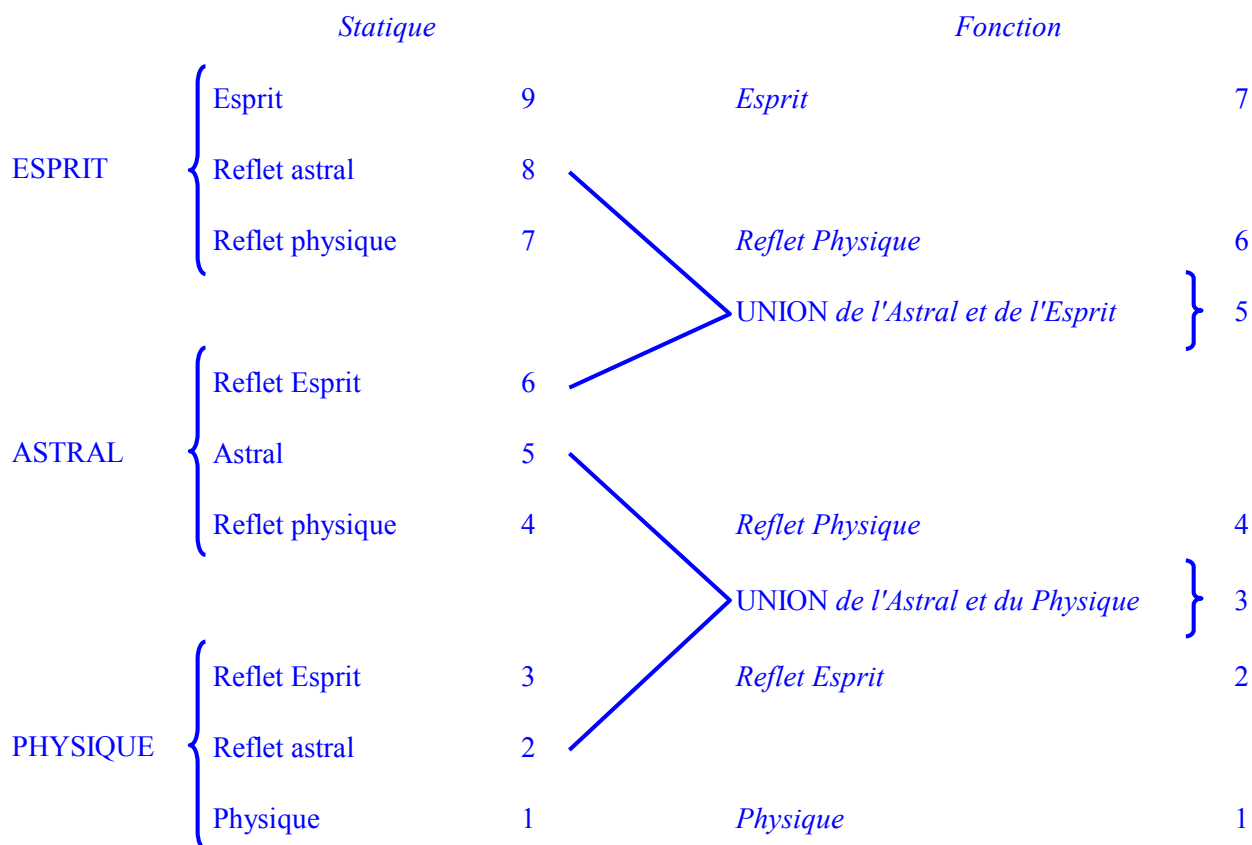 Statique Fonction
Esprit 9 Esprit 7
ESPRIT Reflet astral 8
Reflet physique 7 Reflet Physique 6
UNION de l'Astral et de l'Esprit 5
Reflet Esprit 6
ASTRAL Astral 5
Reflet physique 4 Reflet Physique 4
UNION de l'Astral et du Physique 3
Reflet Esprit 3 Reflet Esprit 2
PHYSIQUE Reflet astral 2
Physique 1 Physique 1